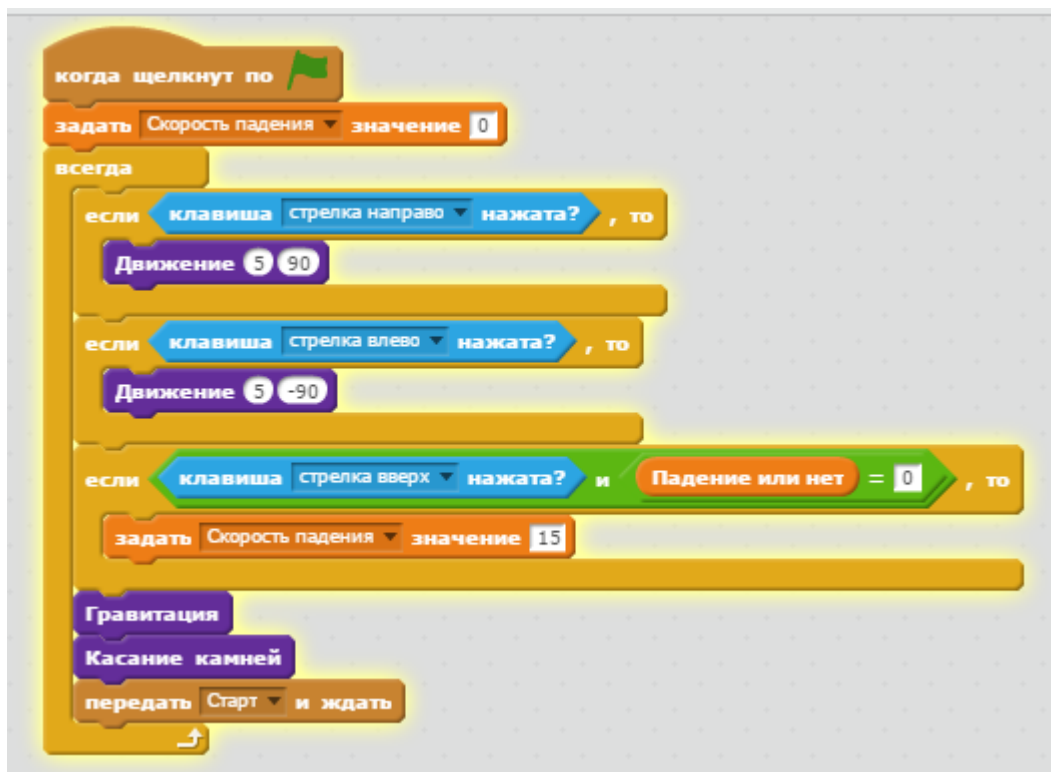 когда щелкнут по
задать Скорость падения значение 0
всегда
если клавиша стрелка направо нажата? , то
Движение 5 90
если клавиша стрелка влево нажата? , то
Движение 5 -90
если клавиша стрелка вверх нажата? и Падение или нет = 0 , то
задать Скорость падения значение 15
Гравитация
Касание камней
передать Старт и ждать